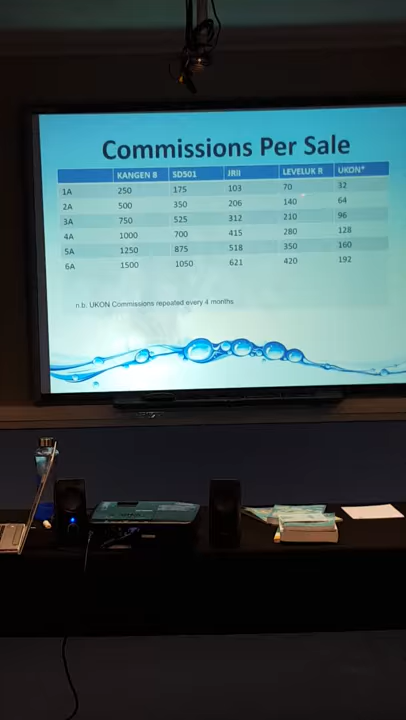 Commissions Per Sale
KANGEN 8 SD501 JRII LEVELUK R UKON*
1A 250 175 103 70 32
2A 500 350 206 140 64
3A 750 525 312 210 96
4A 1000 700 415 280 128
5A 1250 875 518 350 160
6A 1500 1050 621 420 192
n.b: UKON Commissions repeated every 4 months